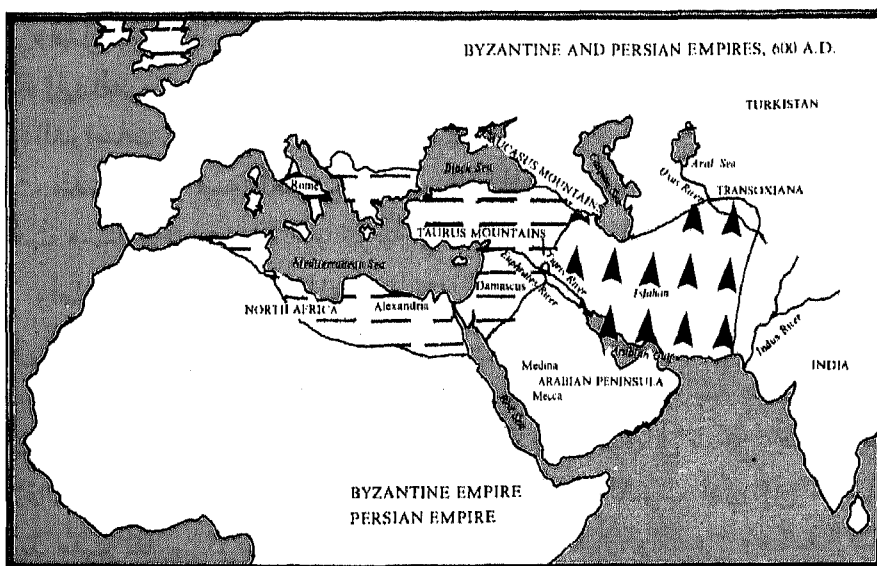 BYZANTINE AND PERSIAN EMPIRES, 600 A.D.
TURKISTAN
Aral Sea
Oxus River
TRANSOXIANA
Black Sea
CAUCASUS MOUNTAINS
Rome
TAURUS MOUNTAINS
Mediterranean Sea
Tigris River
Euphrates River
Damascus
Isfahan
NORTH AFRICA
Alexandria
Arabian Gulf
Indus River
INDIA
Medina
ARABIAN PENINSULA
Mecca
Red Sea
BYZANTINE EMPIRE
PERSIAN EMPIRE